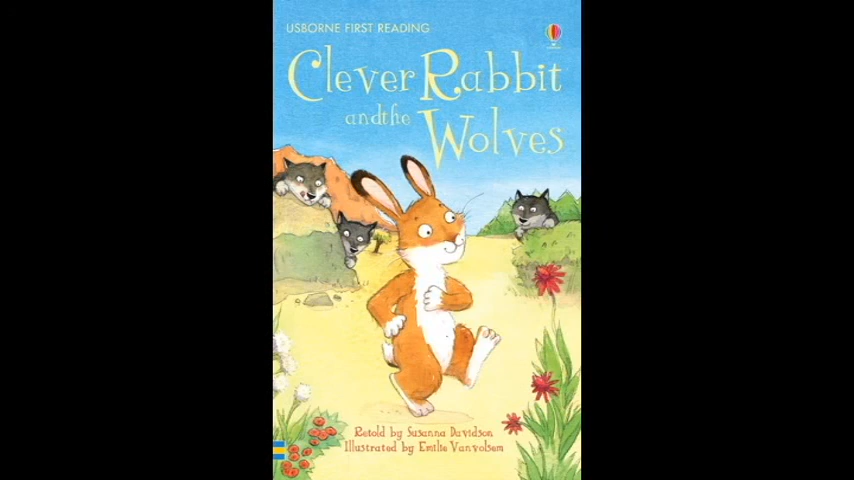 USBORNE FIRST READING
Clever Rabbit
and the
Wolves
Retold by Susanna Davidson
Illustrated by Emilie Vanvolsem